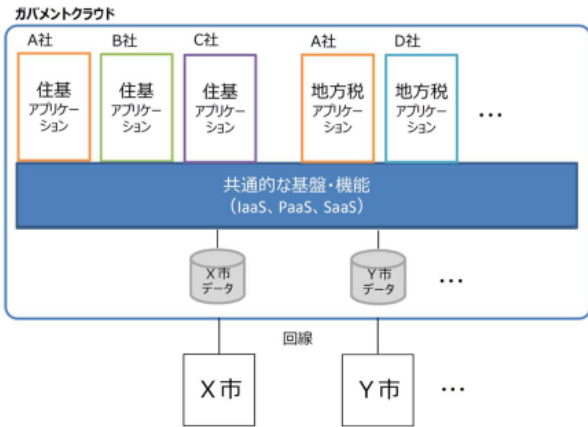 ガバメントクラウド
A社
B社
C社
A社
D社
住基
アプリケー
ション
住基
アプリケー
ション
住基
アプリケー
ション
地方税
アプリケー
ション
地方税
アプリケー
ション
…
共通的な基盤・機能
（IaaS、PaaS、SaaS）
X市
データ
Y市
データ
…
回線
X市
Y市
…